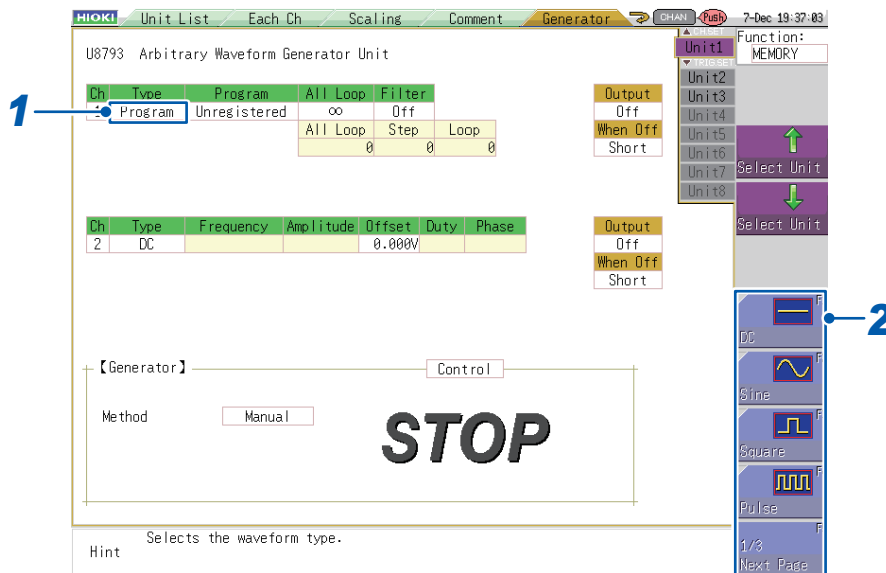 HIOKI Unit List Each Ch Scaling Comment Generator CHAN Push 7-Dec 19:37:03
▲ CH.SET
Function:
MEMORY
Unit1
▼ TRIG.SET
Unit2
Unit3
Unit4
Unit5
Unit6
Unit7
Unit8
Select Unit
Select Unit
U8793 Arbitrary Waveform Generator Unit
Ch Type Program All Loop Filter
Program Unregistered ∞ Off
All Loop Step Loop
0 0 0
Output
Off
When Off
Short
1
Ch Type Frequency Amplitude Offset Duty Phase
2 DC 0.000V
Output
Off
When Off
Short
【Generator】 Control
Method Manual
STOP
2
F
DC
F
Sine
F
Square
F
Pulse
F
1/3
Next Page
Hint Selects the waveform type.